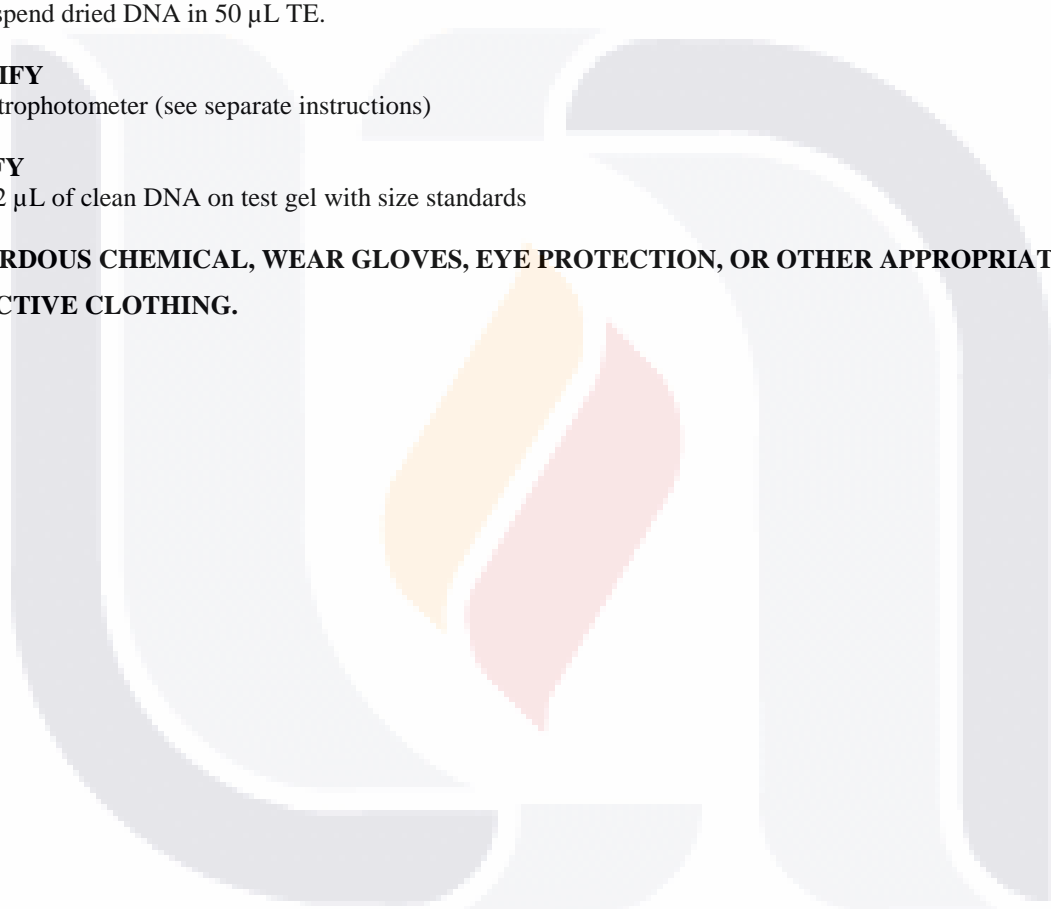 spend dried DNA in 50 µL TE.
IFY
trophotometer (see separate instructions)
FY
2 µL of clean DNA on test gel with size standards
RDOUS CHEMICAL, WEAR GLOVES, EYE PROTECTION, OR OTHER APPROPRIAT
CTIVE CLOTHING.